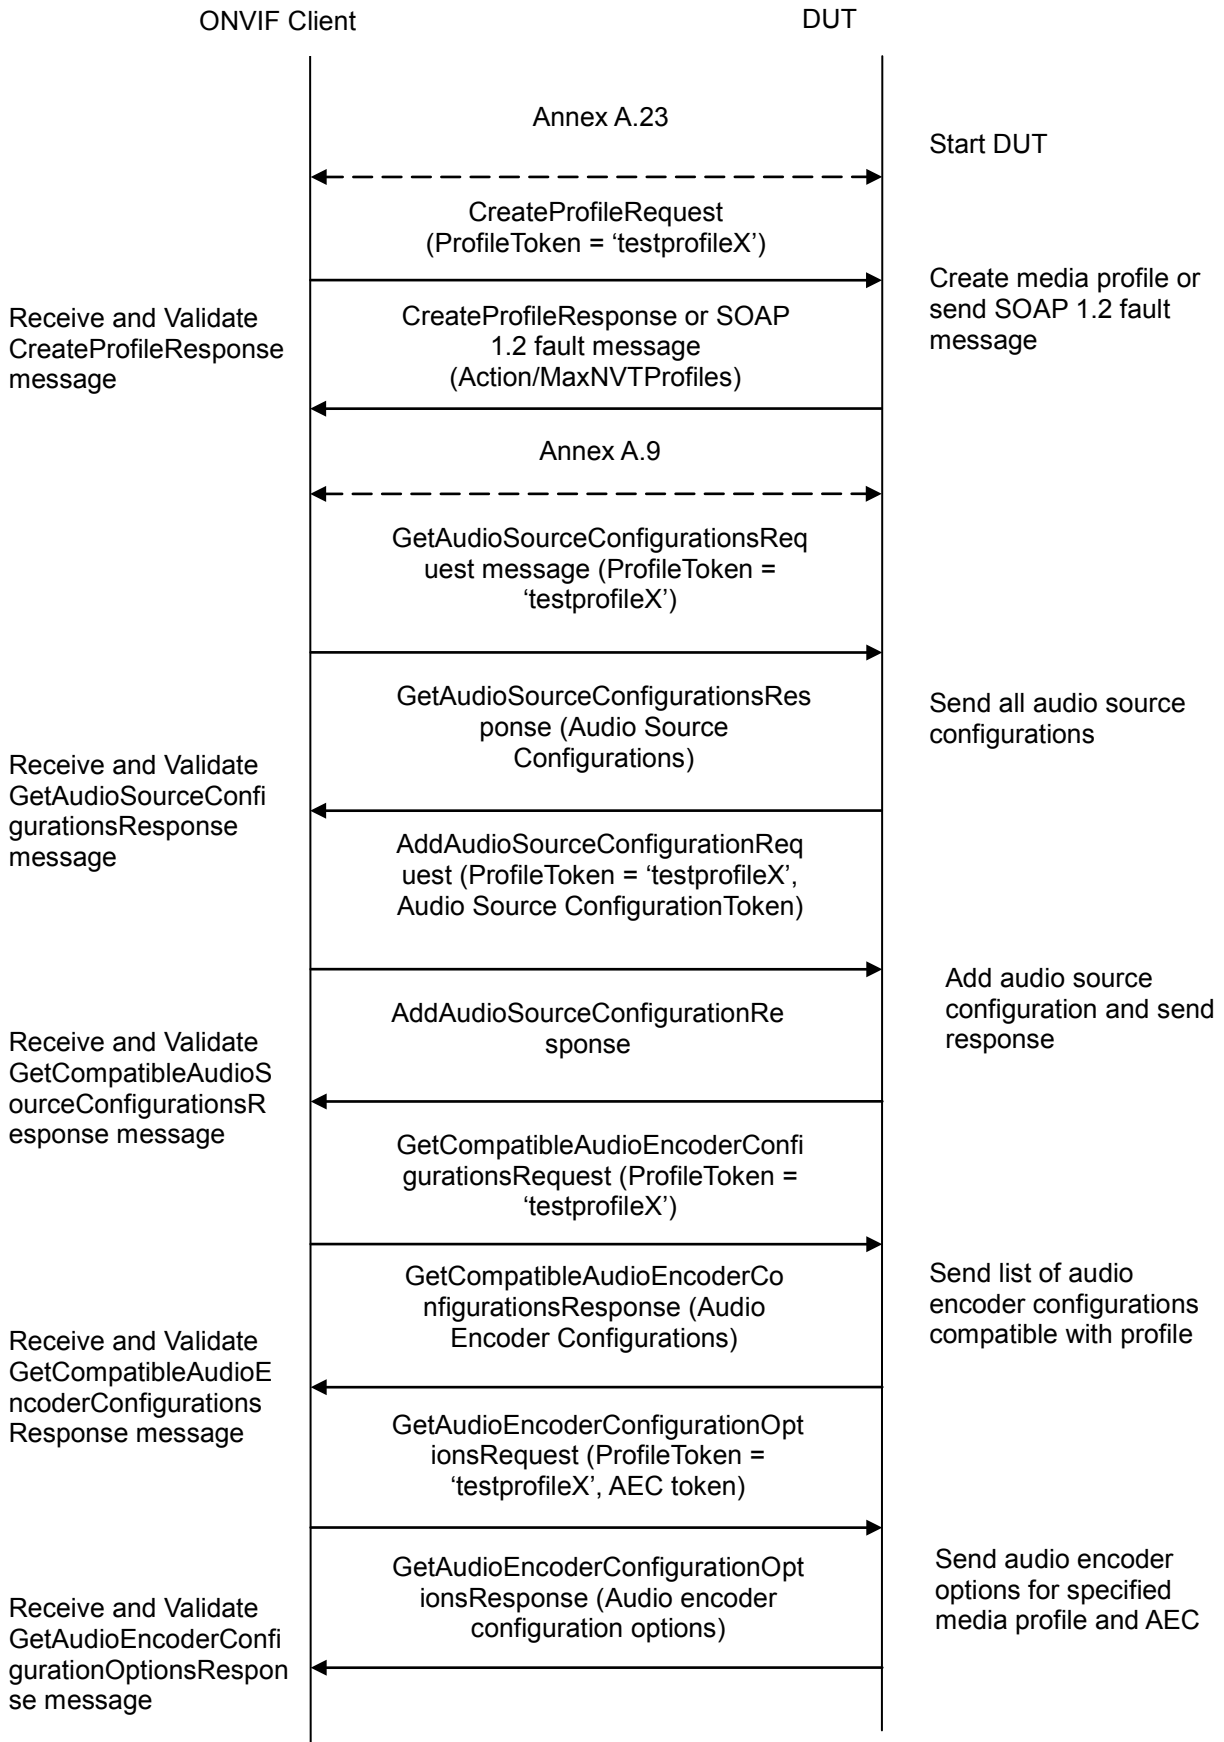 ONVIF Client
DUT
Annex A.23
Start DUT
CreateProfileRequest
(ProfileToken = ‘testprofileX’)
Create media profile or
send SOAP 1.2 fault
message
Receive and Validate
CreateProfileResponse
message
CreateProfileResponse or SOAP
1.2 fault message
(Action/MaxNVTProfiles)
Annex A.9
GetAudioSourceConfigurationsReq
uest message (ProfileToken =
‘testprofileX’)
GetAudioSourceConfigurationsRes
ponse (Audio Source
Configurations)
Send all audio source
configurations
Receive and Validate
GetAudioSourceConfi
gurationsResponse
message
AddAudioSourceConfigurationReq
uest (ProfileToken = ‘testprofileX’,
Audio Source ConfigurationToken)
Add audio source
configuration and send
response
AddAudioSourceConfigurationRe
sponse
Receive and Validate
GetCompatibleAudioS
ourceConfigurationsR
esponse message
GetCompatibleAudioEncoderConfi
gurationsRequest (ProfileToken =
‘testprofileX’)
GetCompatibleAudioEncoderCo
nfigurationsResponse (Audio
Encoder Configurations)
Send list of audio
encoder configurations
compatible with profile
Receive and Validate
GetCompatibleAudioE
ncoderConfigurations
Response message
GetAudioEncoderConfigurationOpt
ionsRequest (ProfileToken =
‘testprofileX’, AEC token)
GetAudioEncoderConfigurationOpt
ionsResponse (Audio encoder
configuration options)
Send audio encoder
options for specified
media profile and AEC
Receive and Validate
GetAudioEncoderConfi
gurationOptionsRespon
se message